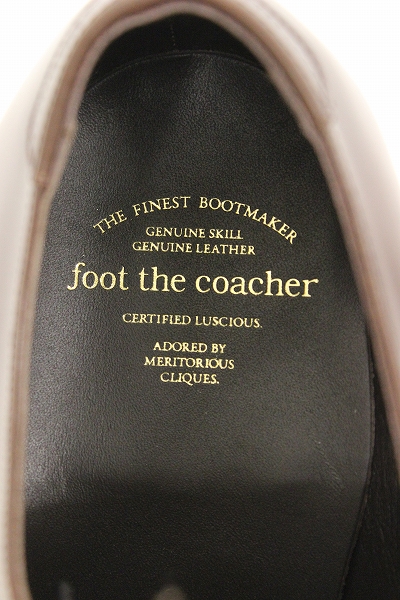 THE FINEST BOOTMAKER
GENUINE SKILL
GENUINE LEATHER
foot the coacher
CERTIFIED LUSCIOUS.
ADORED BY
MERITORIOUS
CLIQUES.